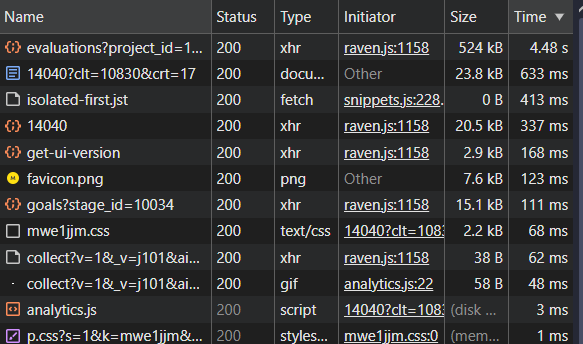 Name Status Type Initiator Size Time
evaluations?project_id=1... 200 xhr raven.js:1158 524 kB 4.48 s
14040?clt=10830&crt=17 200 docu... Other 23.8 kB 633 ms
isolated-first.jst 200 fetch snippets.js:228... 0 B 413 ms
14040 200 xhr raven.js:1158 20.5 kB 337 ms
get-ui-version 200 xhr raven.js:1158 2.9 kB 168 ms
favicon.png 200 png Other 7.6 kB 123 ms
goals?stage_id=10034 200 xhr raven.js:1158 15.1 kB 111 ms
mwe1jjm.css 200 text/css 14040?clt=1083 2.2 kB 68 ms
collect?v=1&_v=j101&ai... 200 xhr raven.js:1158 38 B 62 ms
collect?v=1&_v=j101&ai... 200 gif analytics.js:22 58 B 48 ms
analytics.js 200 script 14040?clt=1083 (disk ... 3 ms
p.css?s=1&k=mwe1jjm&... 200 styles... mwe1jjm.css:0 (mem... 1 ms